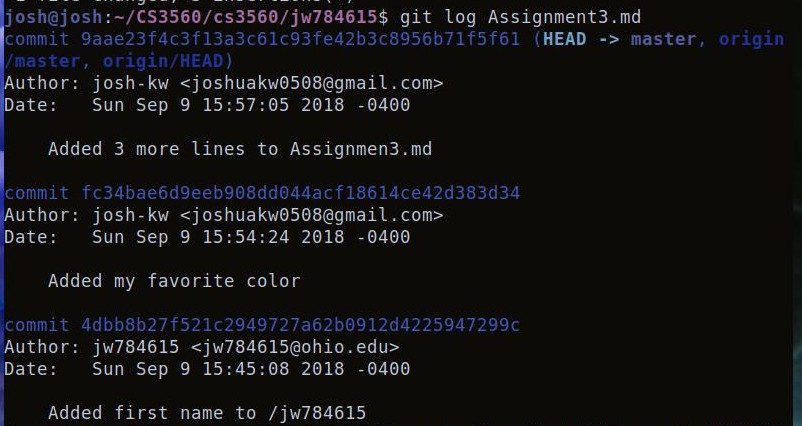 josh@josh:~/CS3560/cs3560/jw784615$ git log Assignment3.md
commit 9aae23f4c3f13a3c61c93fe42b3c8956b71f5f61 (HEAD -> master, origin
/master, origin/HEAD)
Author: josh-kw <joshuakw0508@gmail.com>
Date:   Sun Sep 9 15:57:05 2018 -0400
Added 3 more lines to Assignmen3.md
commit fc34bae6d9eeb908dd044acf18614ce42d383d34
Author: josh-kw <joshuakw0508@gmail.com>
Date:   Sun Sep 9 15:54:24 2018 -0400
Added my favorite color
commit 4dbb8b27f521c2949727a62b0912d4225947299c
Author: jw784615 <jw784615@ohio.edu>
Date:   Sun Sep 9 15:45:08 2018 -0400
Added first name to /jw784615